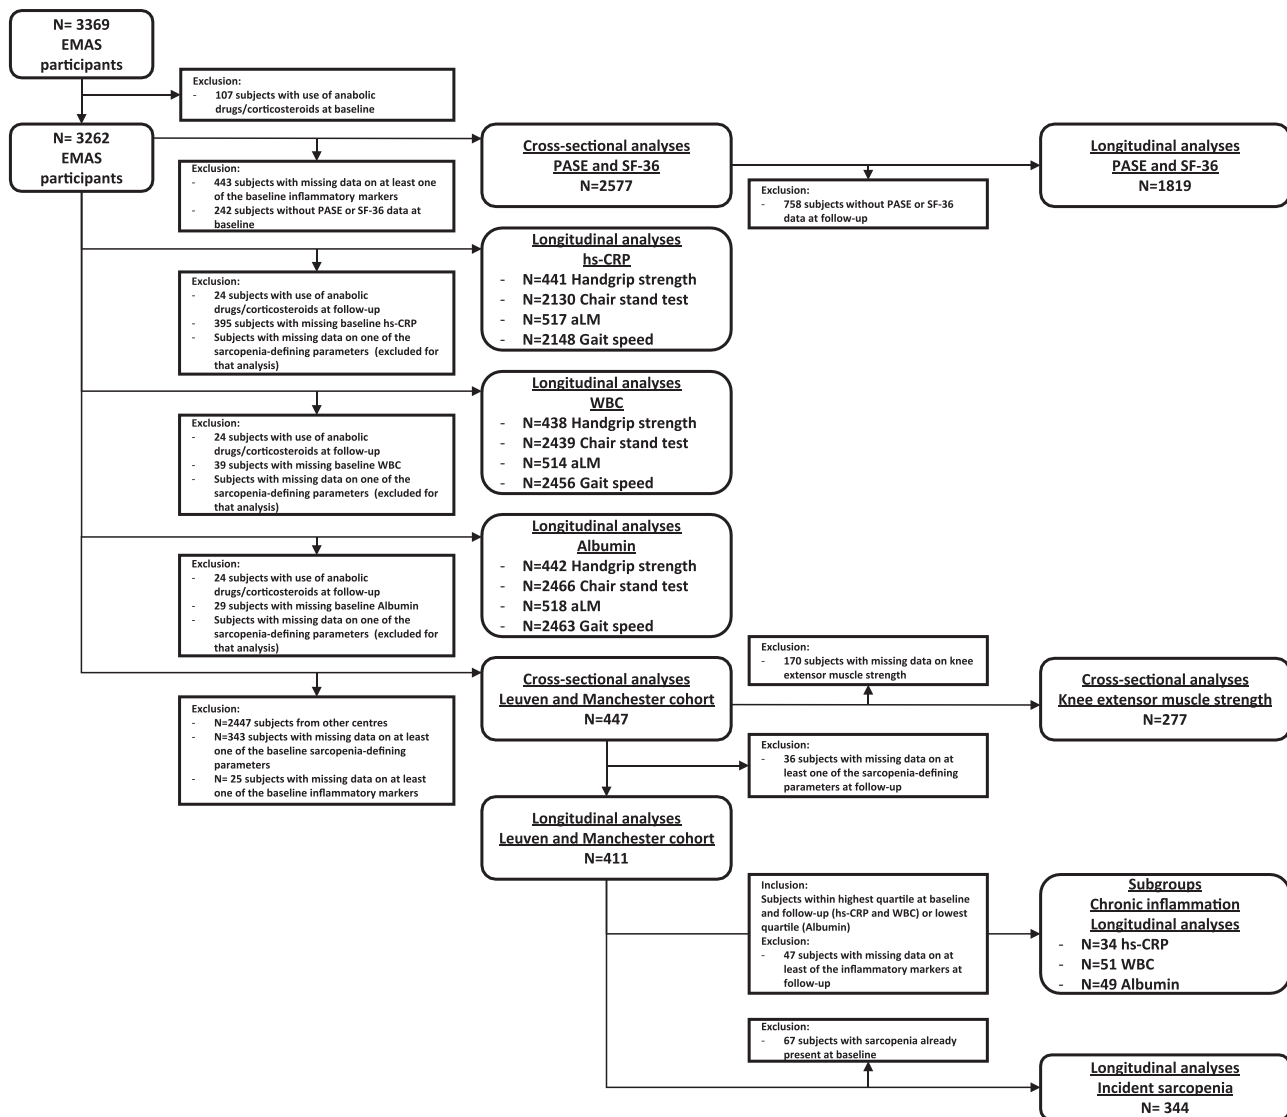 N= 3369
EMAS
participants
Exclusion:
- 107 subjects with use of anabolic
drugs/corticosteroids at baseline
N= 3262
EMAS
participants
Exclusion:
- 443 subjects with missing data on at least one
of the baseline inflammatory markers
- 242 subjects without PASE or SF-36 data at
baseline
Cross-sectional analyses
PASE and SF-36
N=2577
Exclusion:
- 758 subjects without PASE or SF-36
data at follow-up
Longitudinal analyses
PASE and SF-36
N=1819
Exclusion:
- 24 subjects with use of anabolic
drugs/corticosteroids at follow-up
- 395 subjects with missing baseline hs-CRP
- Subjects with missing data on one of the
sarcopenia-defining parameters (excluded for
that analysis)
Longitudinal analyses
hs-CRP
- N=441 Handgrip strength
- N=2130 Chair stand test
- N=517 aLM
- N=2148 Gait speed
Exclusion:
- 24 subjects with use of anabolic
drugs/corticosteroids at follow-up
- 39 subjects with missing baseline WBC
- Subjects with missing data on one of the
sarcopenia-defining parameters (excluded for
that analysis)
Longitudinal analyses
WBC
- N=438 Handgrip strength
- N=2439 Chair stand test
- N=514 aLM
- N=2456 Gait speed
Exclusion:
- 24 subjects with use of anabolic
drugs/corticosteroids at follow-up
- 29 subjects with missing baseline Albumin
- Subjects with missing data on one of the
sarcopenia-defining parameters (excluded for
that analysis)
Longitudinal analyses
Albumin
- N=442 Handgrip strength
- N=2466 Chair stand test
- N=518 aLM
- N=2463 Gait speed
Exclusion:
- N=2447 subjects from other centres
- N=343 subjects with missing data on at least
one of the baseline sarcopenia-defining
parameters
- N= 25 subjects with missing data on at least
one of the baseline inflammatory markers
Cross-sectional analyses
Leuven and Manchester cohort
N=447
Exclusion:
- 170 subjects with missing data on knee
extensor muscle strength
Cross-sectional analyses
Knee extensor muscle strength
N=277
Exclusion:
- 36 subjects with missing data on at
least one of the sarcopenia-defining
parameters at follow-up
Longitudinal analyses
Leuven and Manchester cohort
N=411
Inclusion:
Subjects within highest quartile at baseline
and follow-up (hs-CRP and WBC) or lowest
quartile (Albumin)
Exclusion:
- 47 subjects with missing data on at
least of the inflammatory markers at
follow-up
Subgroups
Chronic inflammation
Longitudinal analyses
- N=34 hs-CRP
- N=51 WBC
- N=49 Albumin
Exclusion:
- 67 subjects with sarcopenia already
present at baseline
Longitudinal analyses
Incident sarcopenia
N= 344